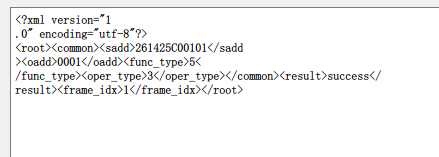 <?xml version="1
.0" encoding="utf-8"?>
<root><common><sadd>261425C00101</sadd
><oadd>0001</oadd><func_type>5<
/func_type><oper_type>3</oper_type></common><result>success</
result><frame_idx>1</frame_idx></root>